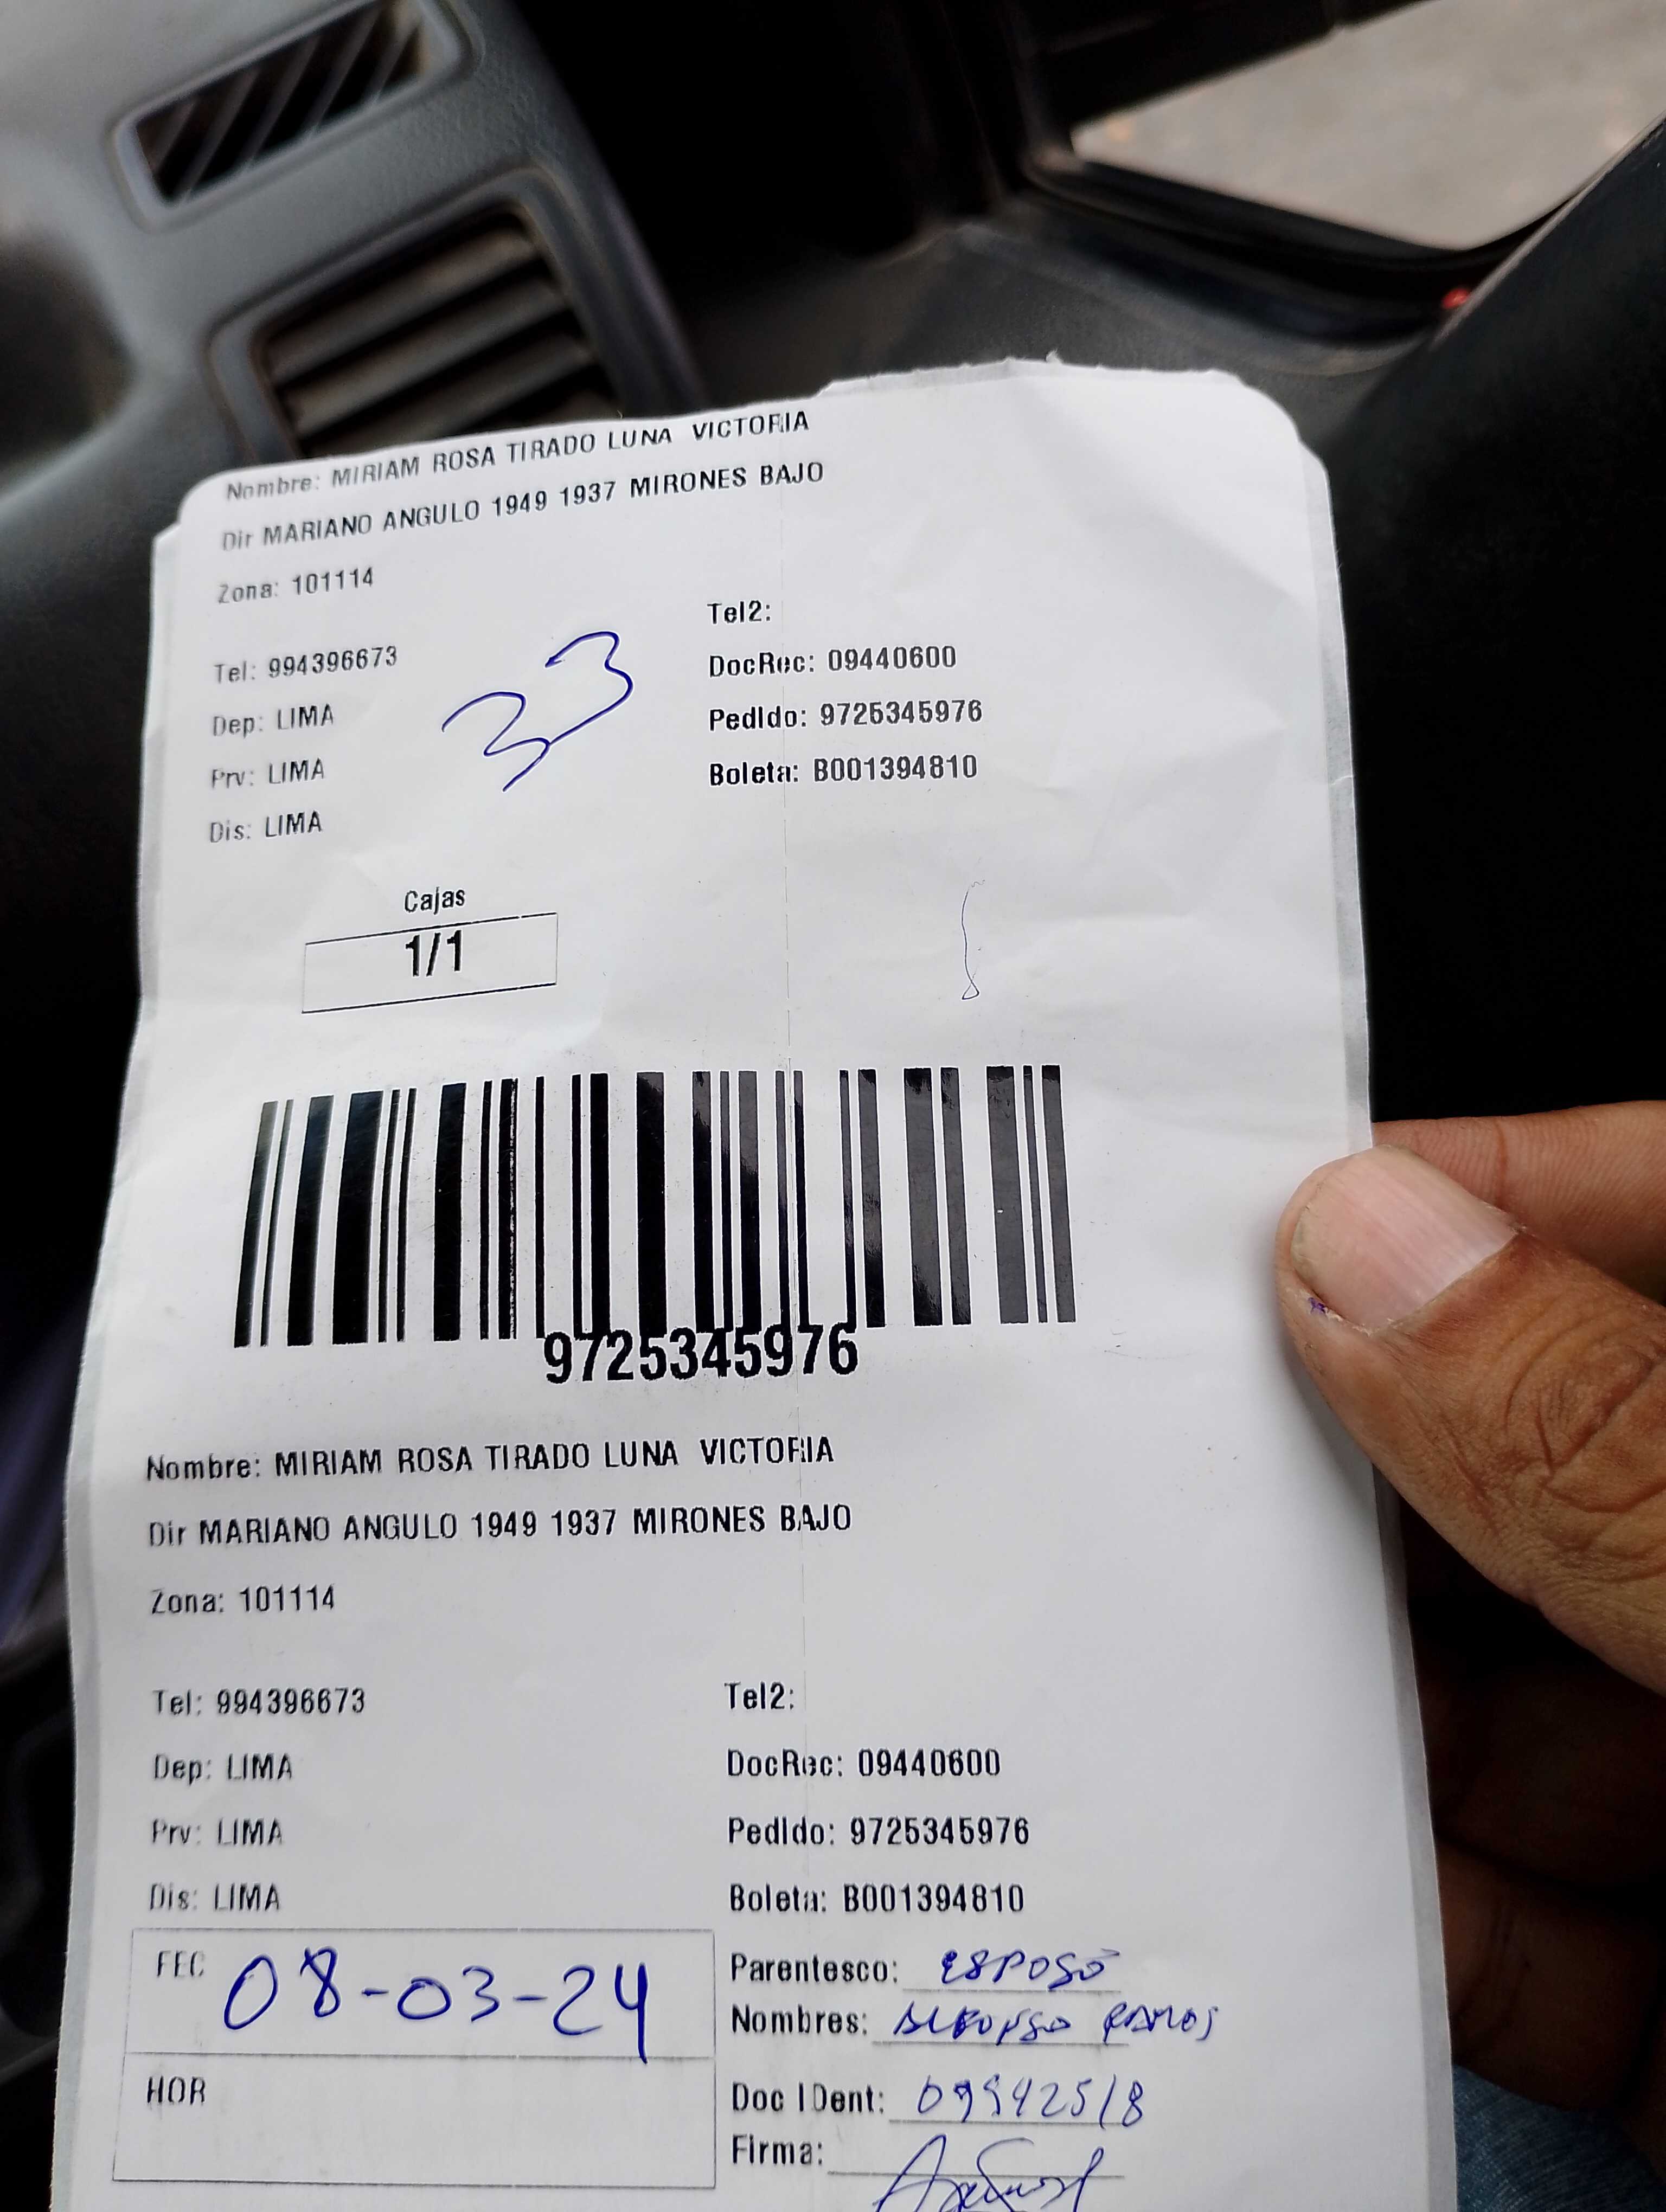 Nombre: MIRIAM ROSA TIRADO LUNA VICTORIA
Dir MARIANO ANGULO 1949 1937 MIRONES BAJO
Zona: 101114
Tel2:
Tel: 994396673
DocRec: 09440600
Dep: LIMA
33
Pedido: 9725345976
Prv: LIMA
Boleta: B001394810
Dis: LIMA
Cajas
1/1
9725345976
Nombre: MIRIAM ROSA TIRADO LUNA VICTORIA
Dir MARIANO ANGULO 1949 1937 MIRONES BAJO
Zona: 101114
Tel: 994396673
Tel2:
Dep: LIMA
DocRec: 09440600
Prv: LIMA
Pedido: 9725345976
Dis: LIMA
Boleta: B001394810
FEC 08-03-24
Parentesco: ESPOSO
Nombres: ALFONSO RAMOS
HOR
Doc IDent:
Firma: